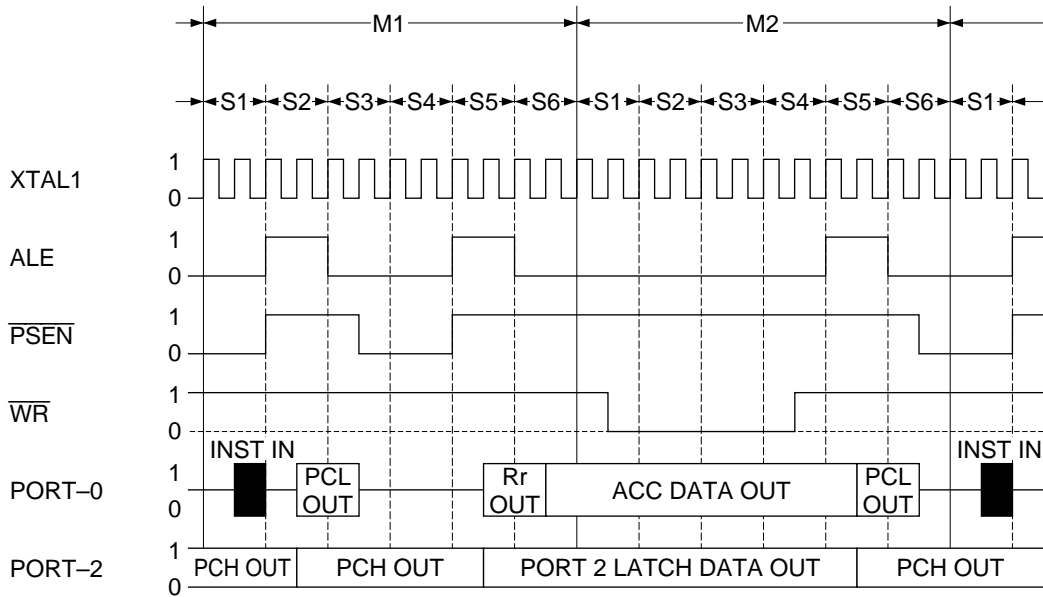 M1 M2
S1 S2 S3 S4 S5 S6 S1 S2 S3 S4 S5 S6 S1
XTAL1 1 0
ALE 1 0
PSEN 1 0
WR 1 0
INST IN INST IN
PORT–0 1 0 PCL OUT Rr OUT ACC DATA OUT PCL OUT
PORT–2 1 0 PCH OUT PCH OUT PORT 2 LATCH DATA OUT PCH OUT